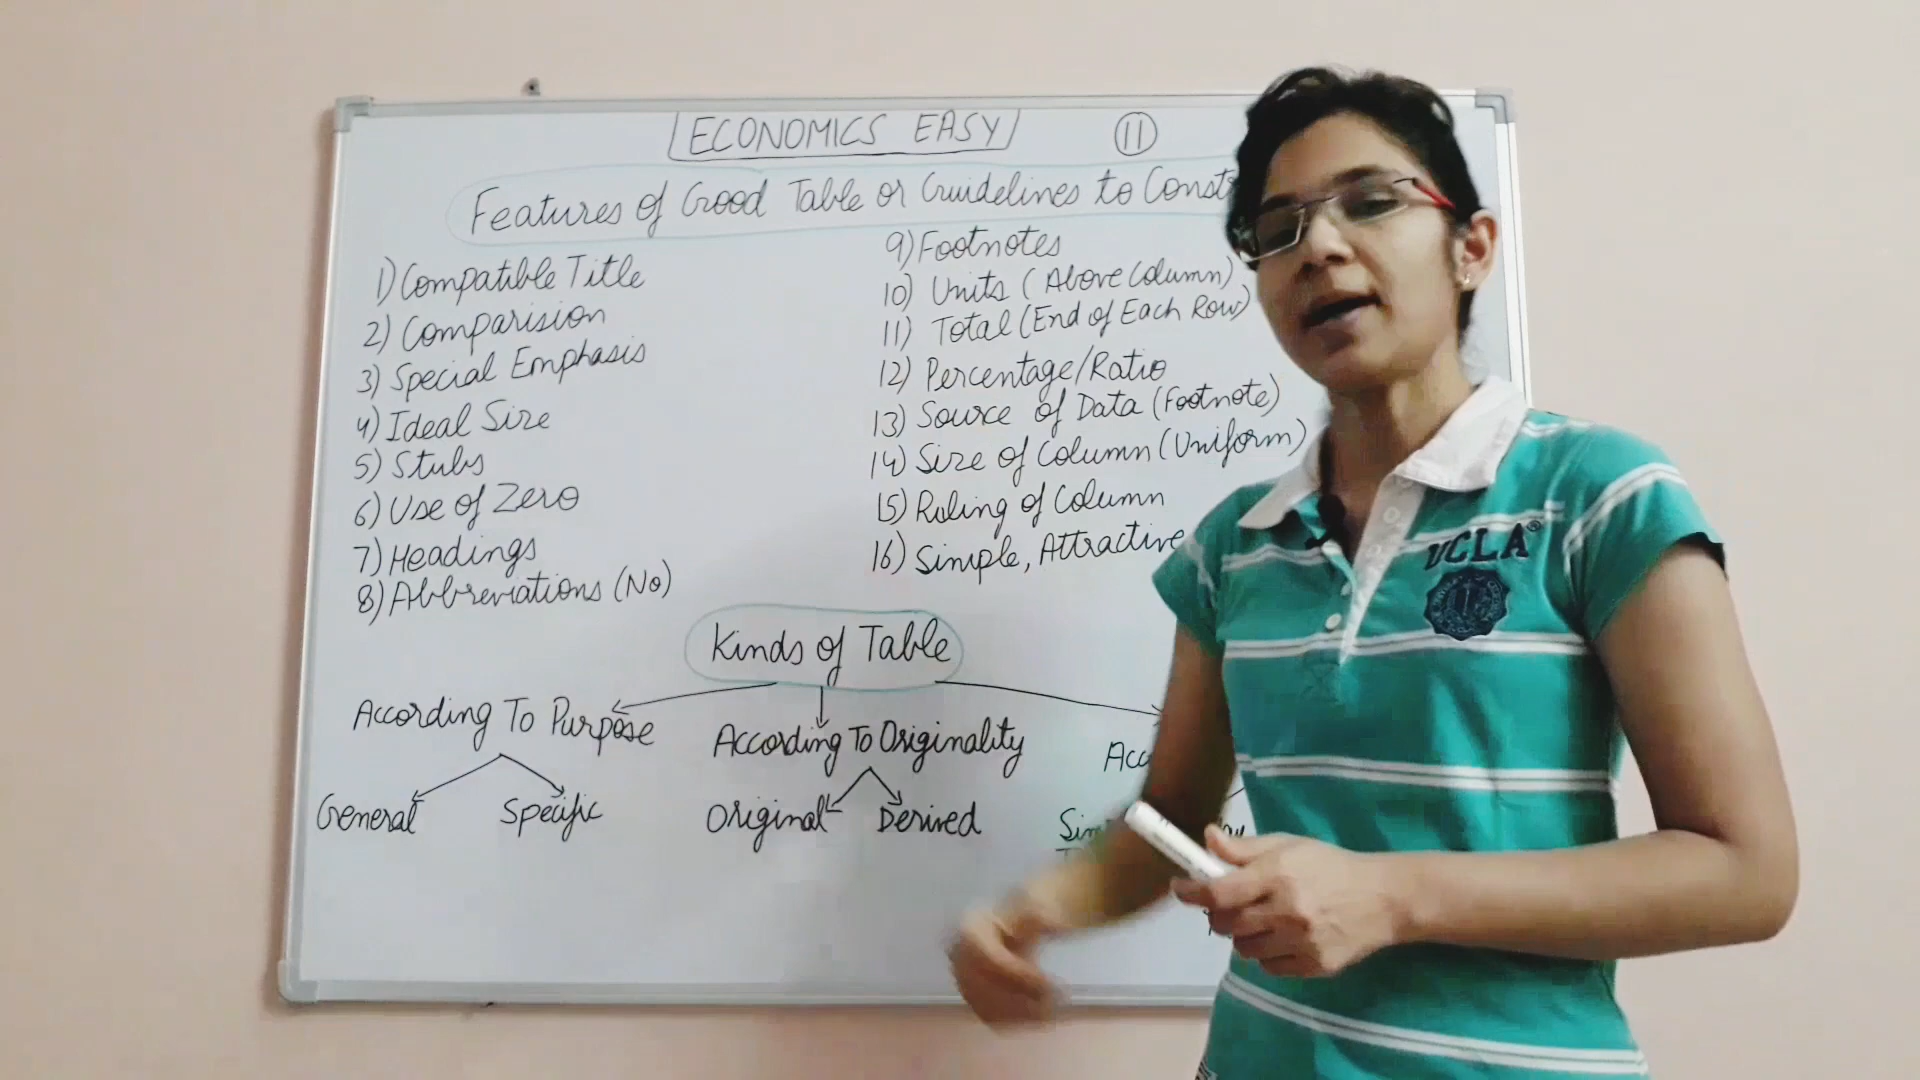 ECONOMICS EASY
11
Features of Good Table or Guidelines to
1) Compatible Title
2) Comparision
3) Special Emphasis
4) Ideal Size
5) Stubs
6) Use of Zero
7) Headings
8) Abbreviations (No)
9) Footnotes
10) Units (Above Column)
11) Total (End of Each Row)
12) Percentage/Ratio
13) Source of Data (Footnote)
14) Size of Column (Uniform)
15) Ruling of Column
16) Simple, Attractive
Kinds of Table
According To Purpose
According To Originality
General
Specific
Original
Derived
UCLA